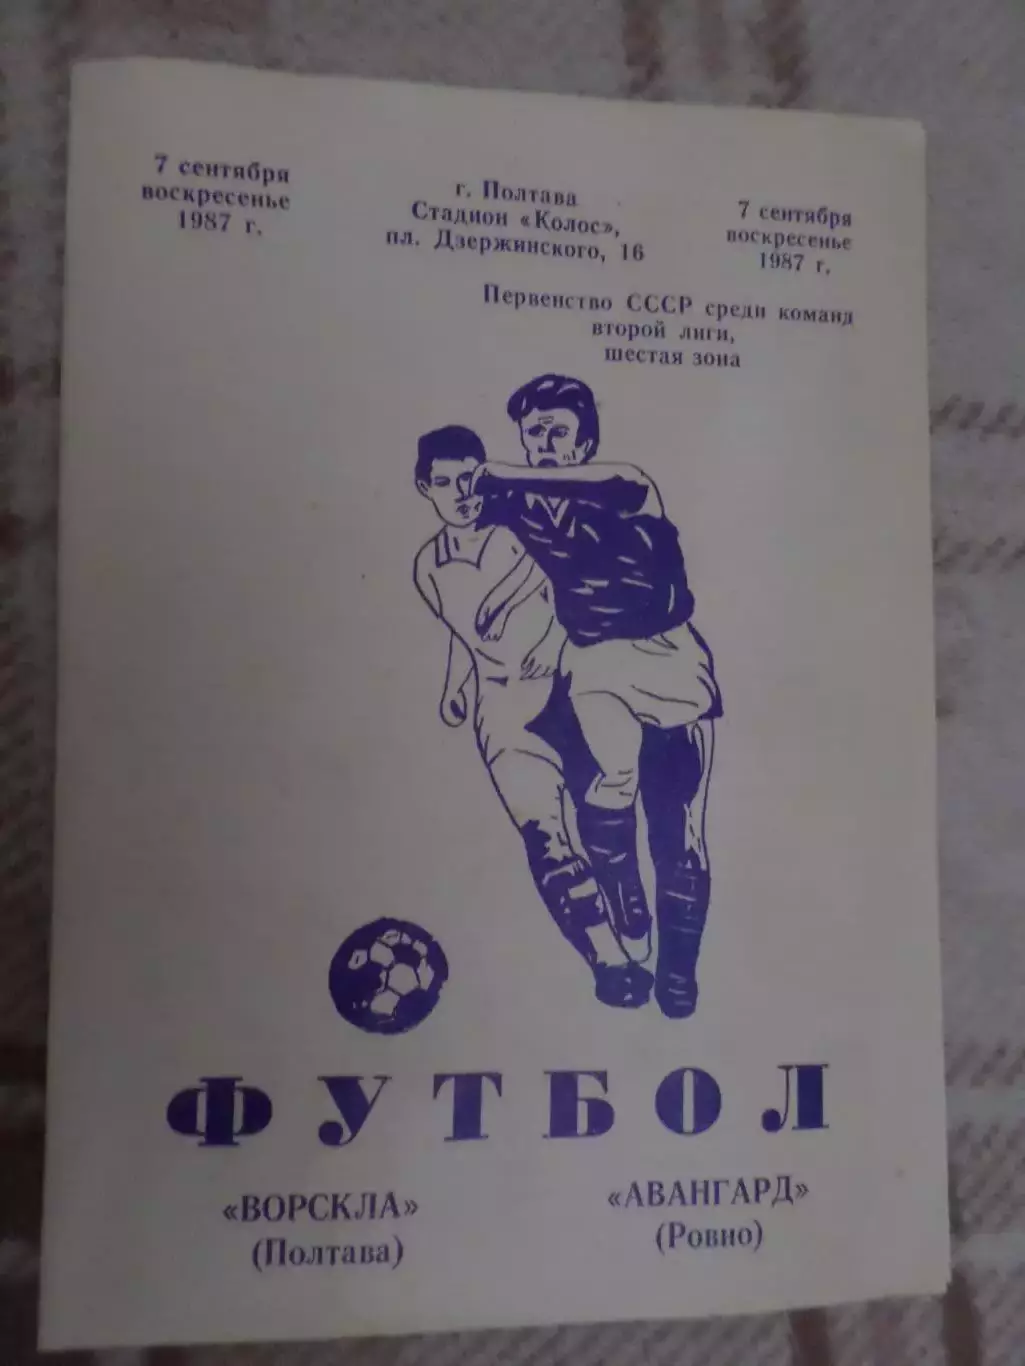 7 сентября
воскресенье
1987 г.
г. Полтава
Стадион «Колос»,
пл. Дзержинского, 16
7 сентября
воскресенье
1987 г.
Первенство СССР среди команд
второй лиги,
шестая зона
ФУТБОЛ
«ВОРСКЛА»
(Полтава)
«АВАНГАРД»
(Ровно)